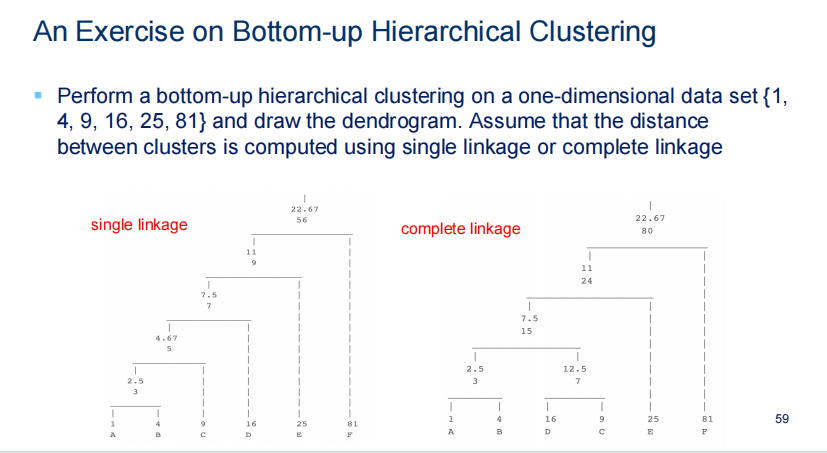 An Exercise on Bottom-up Hierarchical Clustering
Perform a bottom-up hierarchical clustering on a one-dimensional data set {1,
4, 9, 16, 25, 81} and draw the dendrogram. Assume that the distance
between clusters is computed using single linkage or complete linkage
single linkage
22.67
56
11
9
7.5
7
4.67
5
2.5
3
1 4 9 16 25 81
A B C D E F
complete linkage
22.67
80
11
24
7.5
15
2.5 12.5
3 7
1 4 16 9 25 81
A B D C E F
59